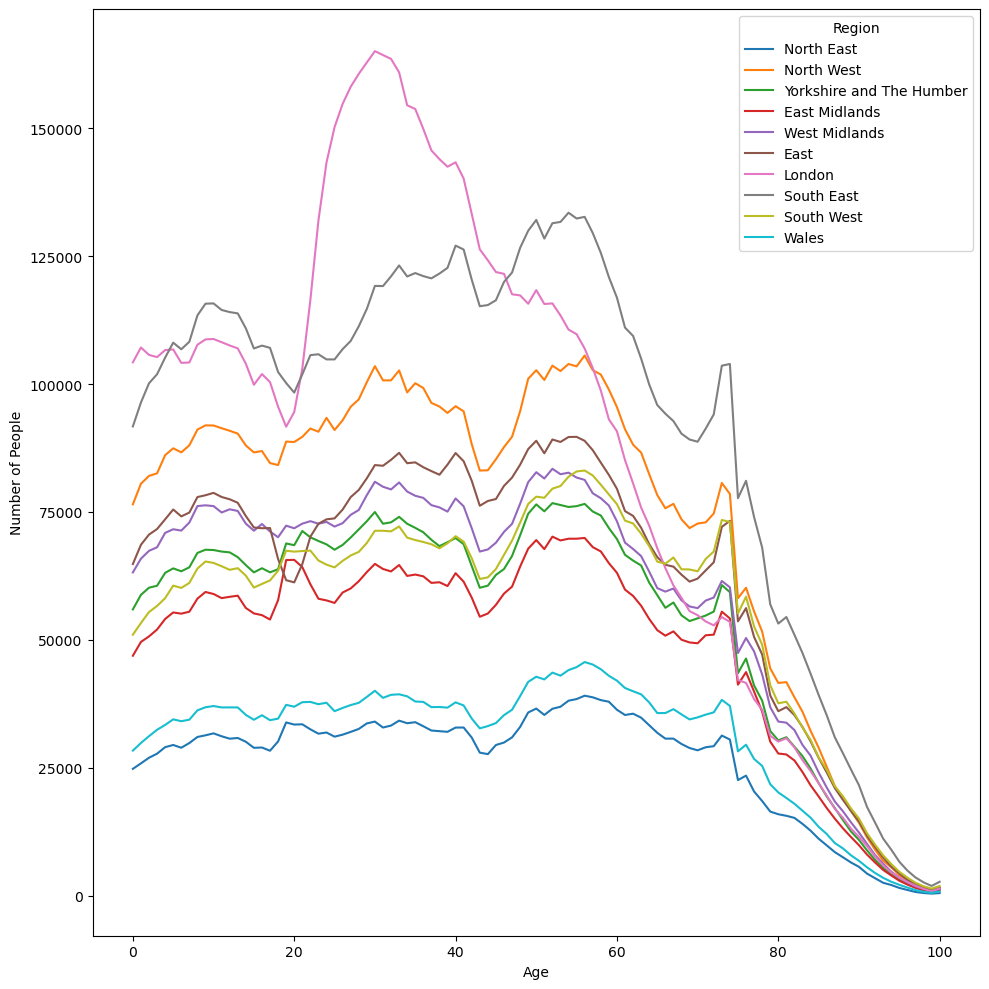 Region
North East
North West
Yorkshire and The Humber
East Midlands
West Midlands
East
London
South East
South West
Wales
Number of People
150000
125000
100000
75000
50000
25000
0
0 20 40 60 80 100
Age